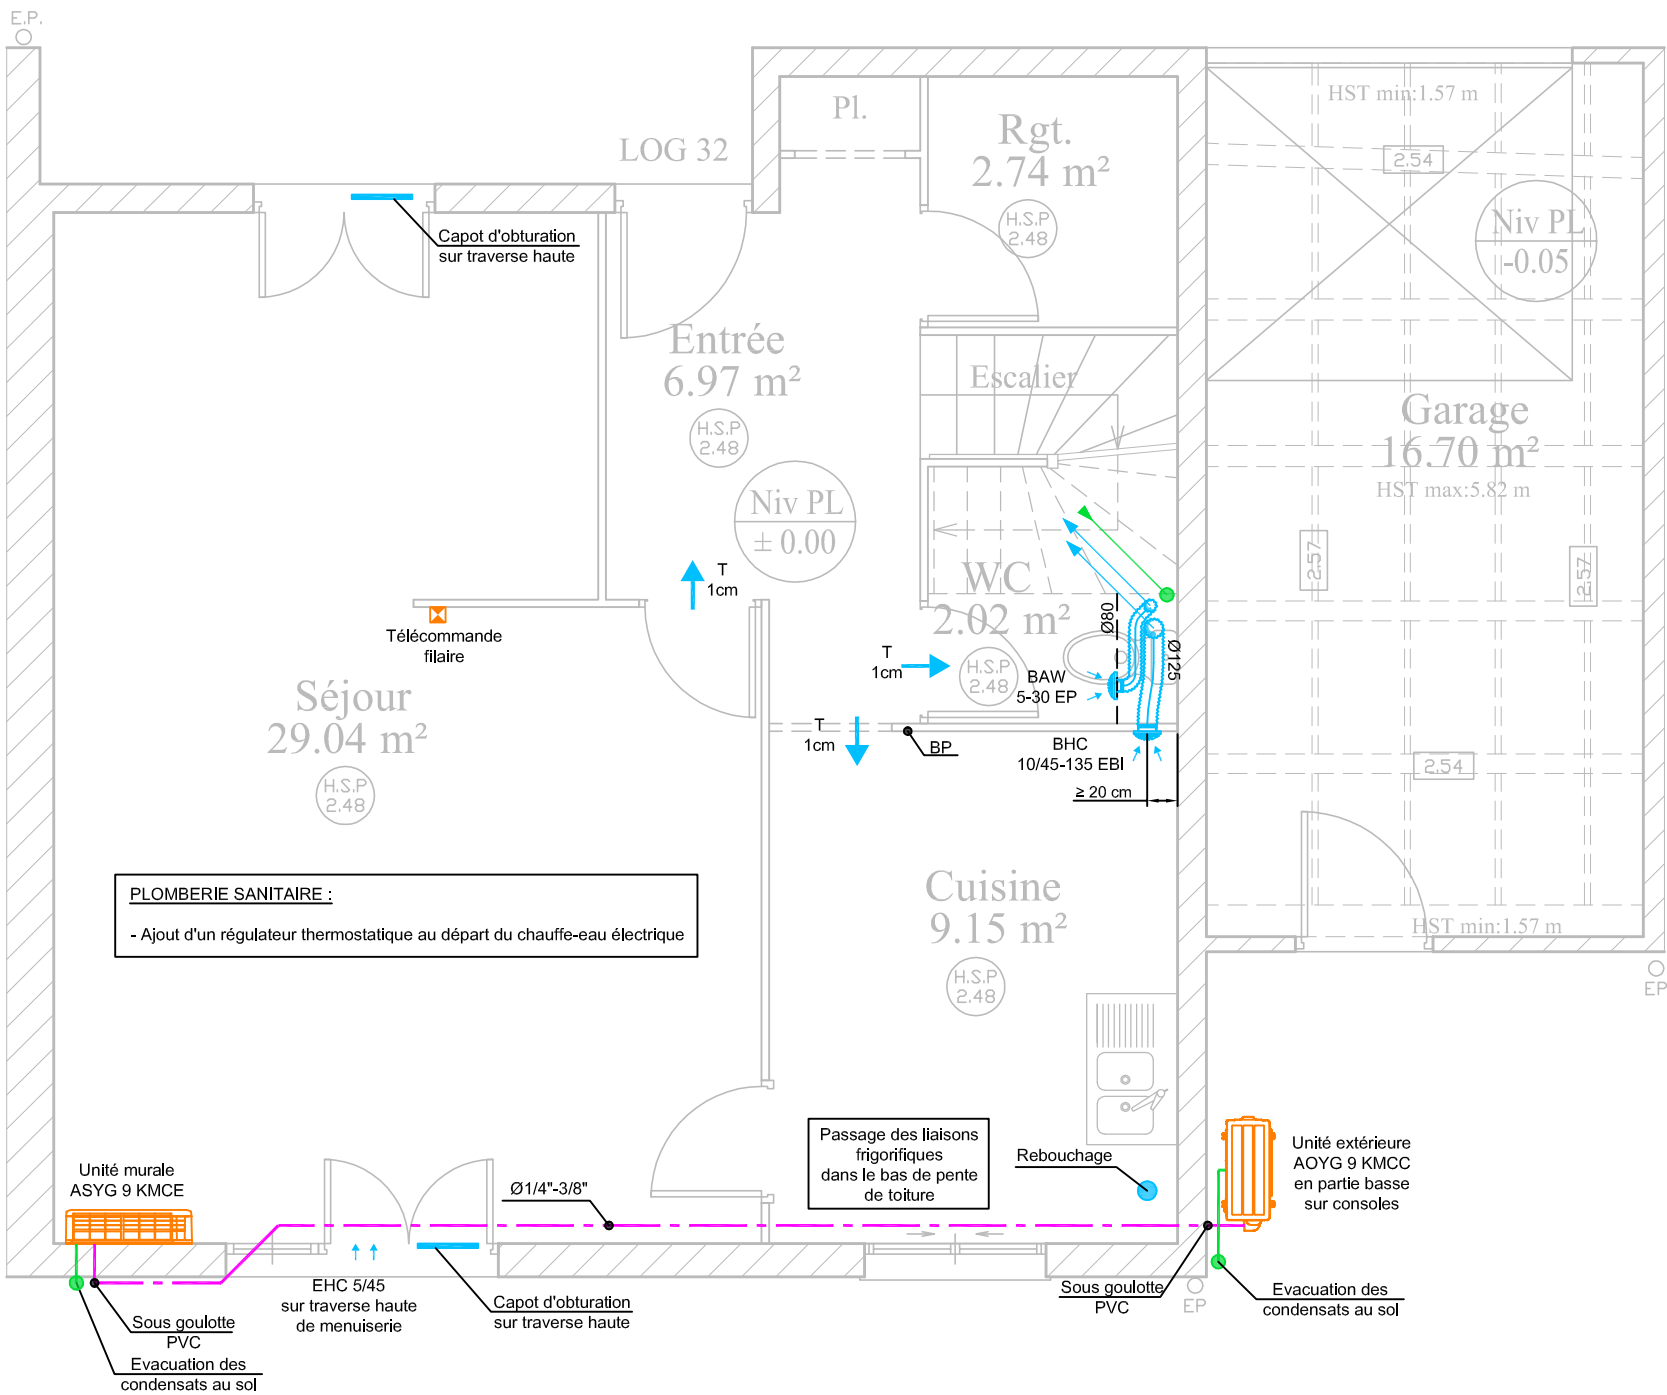 E.P.
LOG 32
Pl.
Rgt.
2.74 m²
H.S.P
2.48
HST min:1.57 m
2.54
Niv PL
-0.05
Capot d'obturation
sur traverse haute
Entrée
6.97 m²
H.S.P
2.48
Escalier
Garage
16.70 m²
HST max:5.82 m
Niv PL
± 0.00
2.57
2.57
T
1cm
WC
2.02 m²
H.S.P
2.48
Ø80
Ø125
T
1cm
BAW
5-30 EP
Télécommande
filaire
Séjour
29.04 m²
H.S.P
2.48
T
1cm
BP
BHC
10/45-135 EBI
≥ 20 cm
2.54
PLOMBERIE SANITAIRE :
- Ajout d'un régulateur thermostatique au départ du chauffe-eau électrique
Cuisine
9.15 m²
H.S.P
2.48
HST min:1.57 m
EP
Passage des liaisons
frigorifiques
dans le bas de pente
de toiture
Rebouchage
Unité extérieure
AOYG 9 KMCC
en partie basse
sur consoles
Unité murale
ASYG 9 KMCE
Ø1/4"-3/8"
EHC 5/45
sur traverse haute
de menuiserie
Capot d'obturation
sur traverse haute
Sous goulotte
PVC
EP
Evacuation des
condensats au sol
Sous goulotte
PVC
Evacuation des
condensats au sol